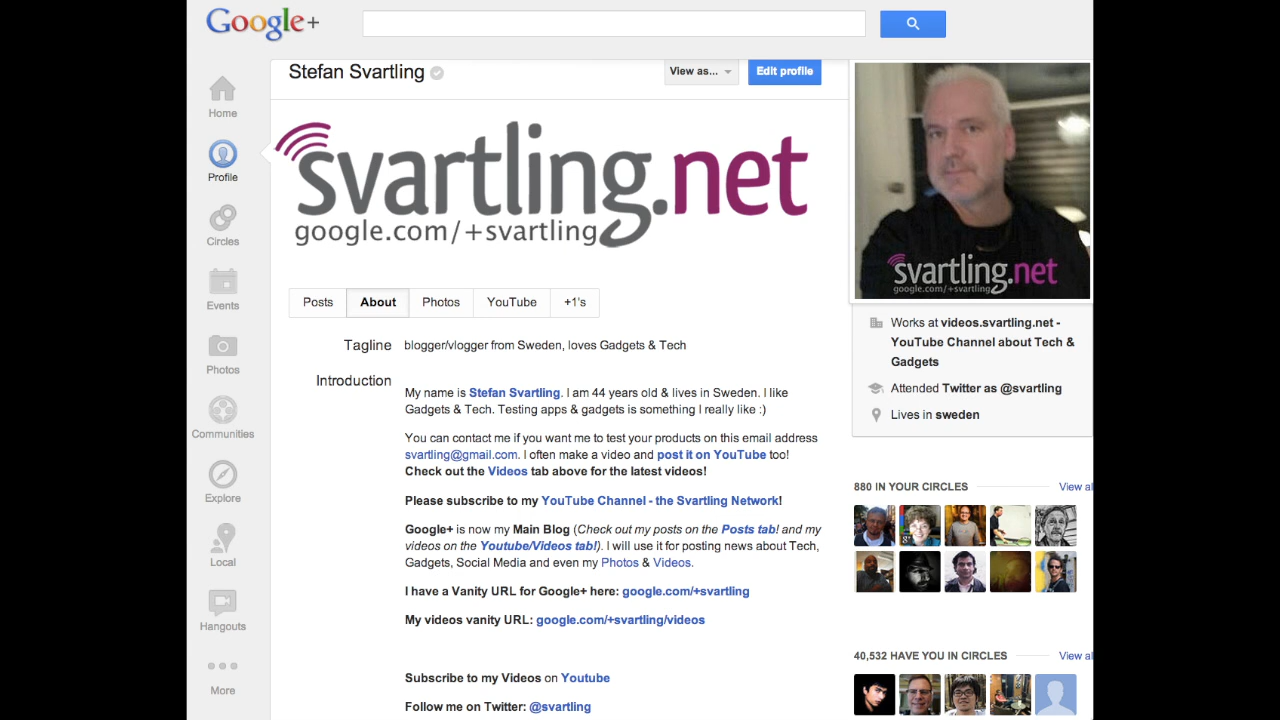 Google+
Stefan Svartling
View as...
Edit profile
Home
Profile
Circles
Events
Photos
Communities
Explore
Local
Hangouts
More
svartling.net
google.com/+svartling
Posts
About
Photos
YouTube
+1's
Tagline
blogger/vlogger from Sweden, loves Gadgets & Tech
Introduction
My name is Stefan Svartling. I am 44 years old & lives in Sweden. I like
Gadgets & Tech. Testing apps & gadgets is something I really like :)
You can contact me if you want me to test your products on this email address
svartling@gmail.com. I often make a video and post it on YouTube too!
Check out the Videos tab above for the latest videos!
Please subscribe to my YouTube Channel - the Svartling Network!
Google+ is now my Main Blog (Check out my posts on the Posts tab! and my
videos on the Youtube/Videos tab!). I will use it for posting news about Tech,
Gadgets, Social Media and even my Photos & Videos.
I have a Vanity URL for Google+ here: google.com/+svartling
My videos vanity URL: google.com/+svartling/videos
Subscribe to my Videos on Youtube
Follow me on Twitter: @svartling
svartling.net
google.com/+svartling
Works at videos.svartling.net -
YouTube Channel about Tech &
Gadgets
Attended Twitter as @svartling
Lives in sweden
880 IN YOUR CIRCLES
View al
40,532 HAVE YOU IN CIRCLES
View al